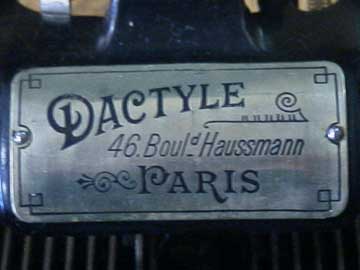 DACTYLE
46. Boul.d Haussmann
PARIS